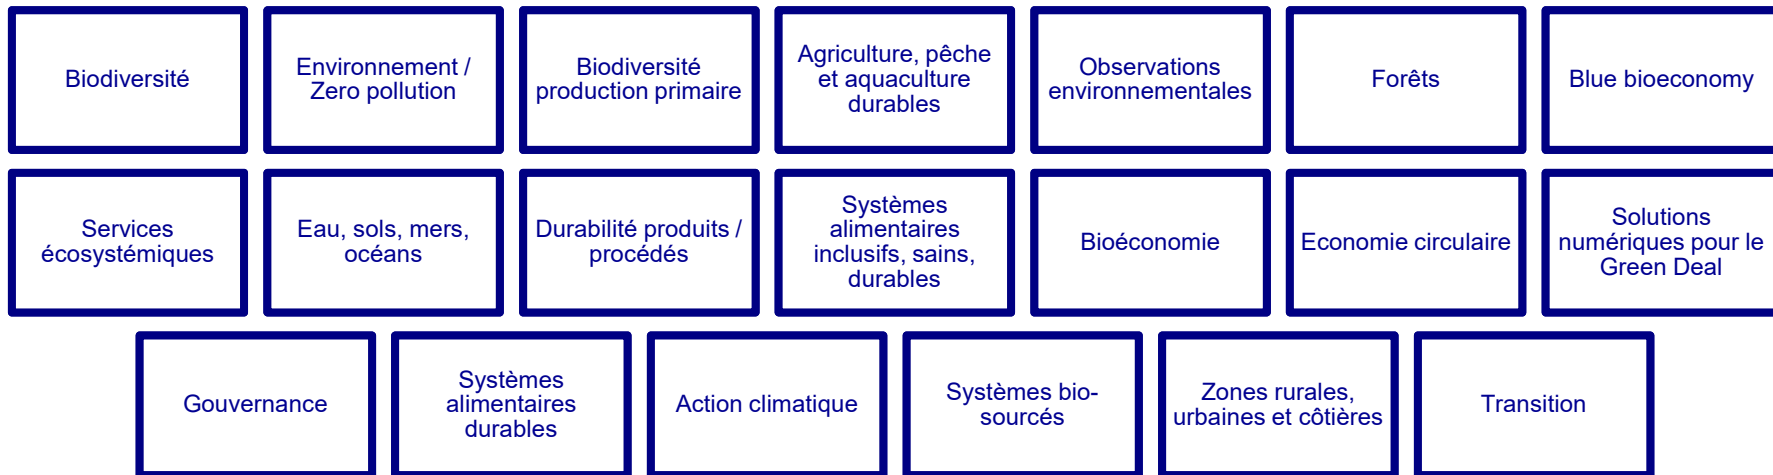 Biodiversité
Environnement /
Zero pollution
Biodiversité
production primaire
Agriculture, pêche
et aquaculture
durables
Observations
environnementales
Forêts
Blue bioeconomy
Services
écosystémiques
Eau, sols, mers,
océans
Durabilité produits /
procédés
Systèmes
alimentaires
inclusifs, sains,
durables
Bioéconomie
Economie circulaire
Solutions
numériques pour le
Green Deal
Gouvernance
Systèmes
alimentaires
durables
Action climatique
Systèmes bio-
sourcés
Zones rurales,
urbaines et côtières
Transition